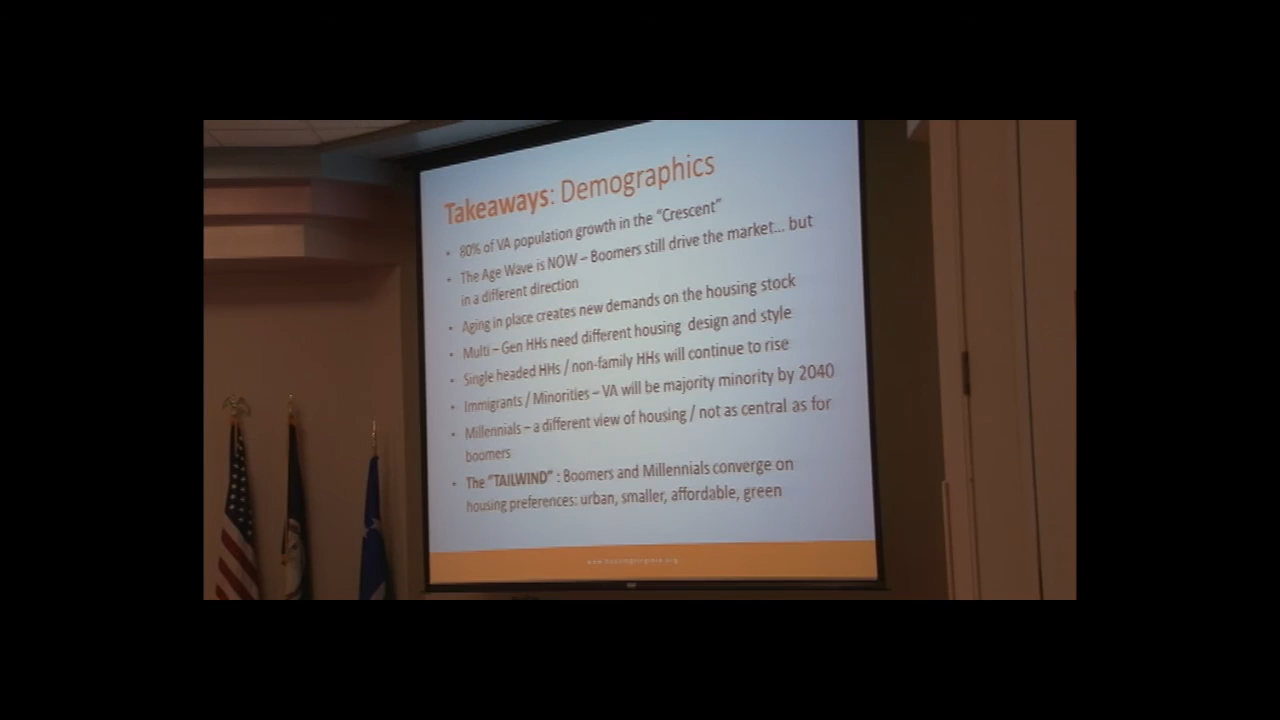 Takeaways: Demographics
• 80% of VA population growth in the “Crescent”
• The Age Wave is NOW – Boomers still drive the market... but
in a different direction
• Aging in place creates new demands on the housing stock
• Multi – Gen HHs need different housing design and style
• Single headed HHs / non-family HHs will continue to rise
• Immigrants / Minorities – VA will be majority minority by 2040
• Millennials – a different view of housing / not as central as for
boomers
• The “TAILWIND” : Boomers and Millennials converge on
housing preferences: urban, smaller, affordable, green